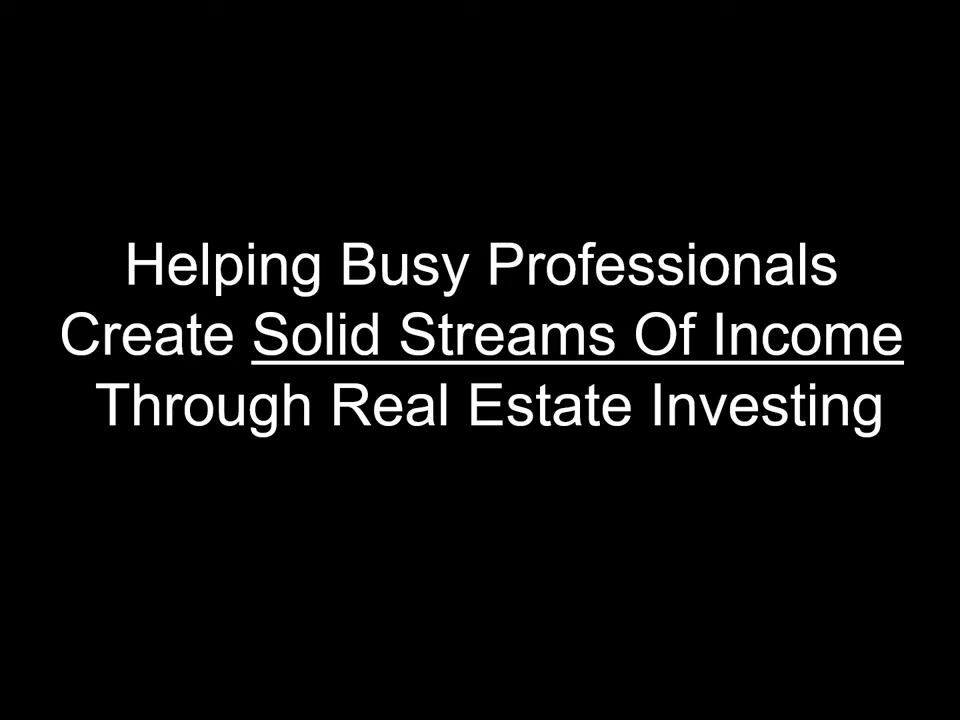 Helping Busy Professionals
Create Solid Streams Of Income
Through Real Estate Investing